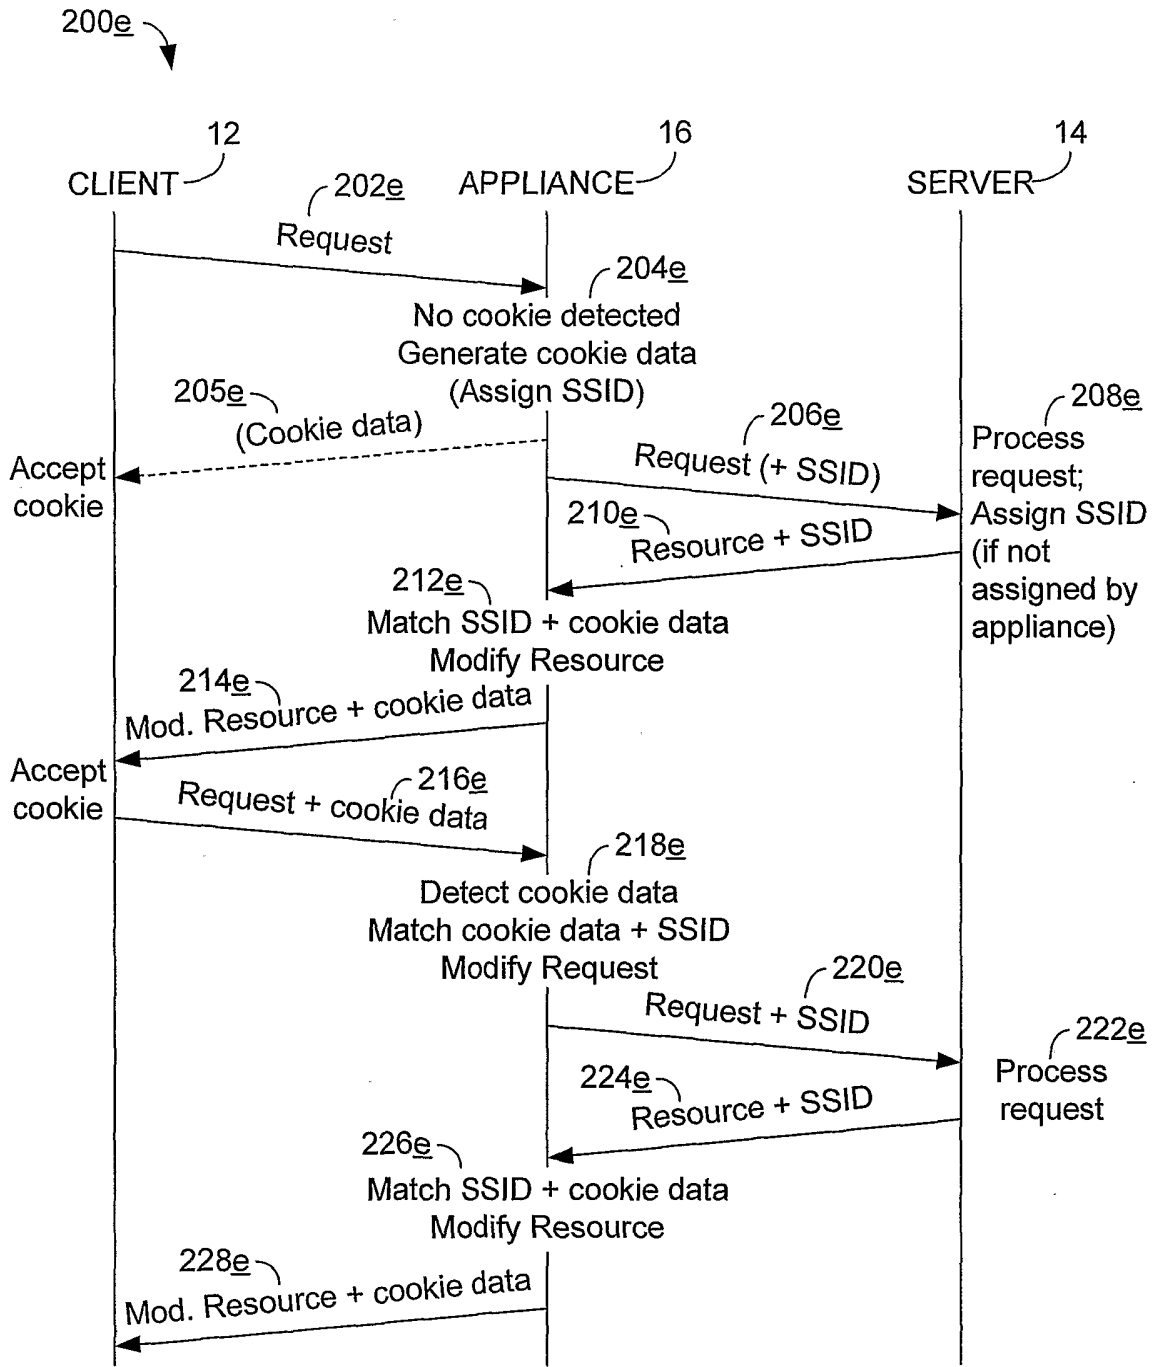 200e
12
16
14
CLIENT
APPLIANCE
SERVER
202e
Request
204e
No cookie detected
Generate cookie data
(Assign SSID)
205e
(Cookie data)
Accept
cookie
206e
Request (+ SSID)
208e
Process
request;
Assign SSID
(if not
assigned by
appliance)
210e
Resource + SSID
212e
Match SSID + cookie data
Modify Resource
214e
Mod. Resource + cookie data
Accept
cookie
216e
Request + cookie data
218e
Detect cookie data
Match cookie data + SSID
Modify Request
220e
Request + SSID
222e
Process
request
224e
Resource + SSID
226e
Match SSID + cookie data
Modify Resource
228e
Mod. Resource + cookie data